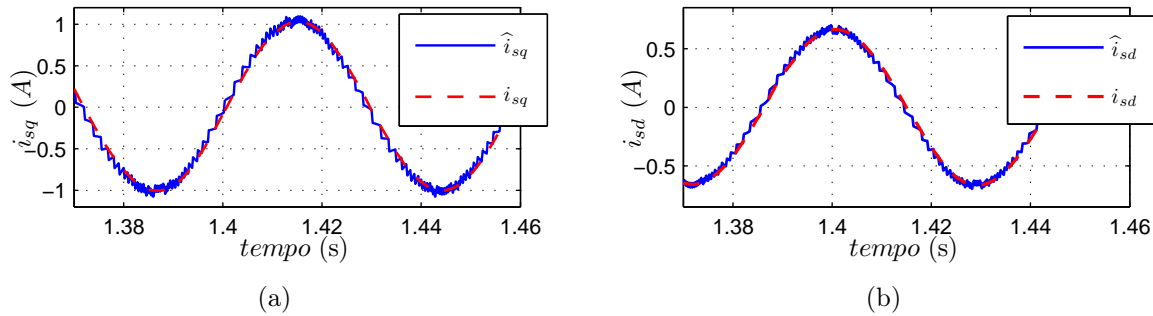 1
0.5
0
−0.5
−1
i_sq (A)
1.38 1.4 1.42 1.44 1.46
tempo (s)
î_sq
i_sq
(a)
0.5
0
−0.5
i_sd (A)
1.38 1.4 1.42 1.44 1.46
tempo (s)
î_sd
i_sd
(b)